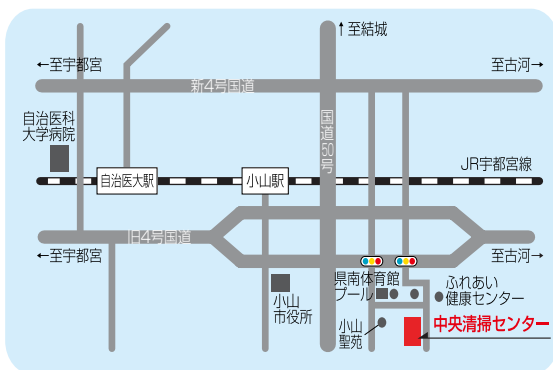 ↑至結城
←至宇都宮
至古河→
新4号国道
自治医科
大学病院
国道50号
JR宇都宮線
自治医大駅
小山駅
旧4号国道
←至宇都宮
至古河→
県南体育館
プール
ふれあい
健康センター
小山
市役所
小山
聖苑
中央清掃センター